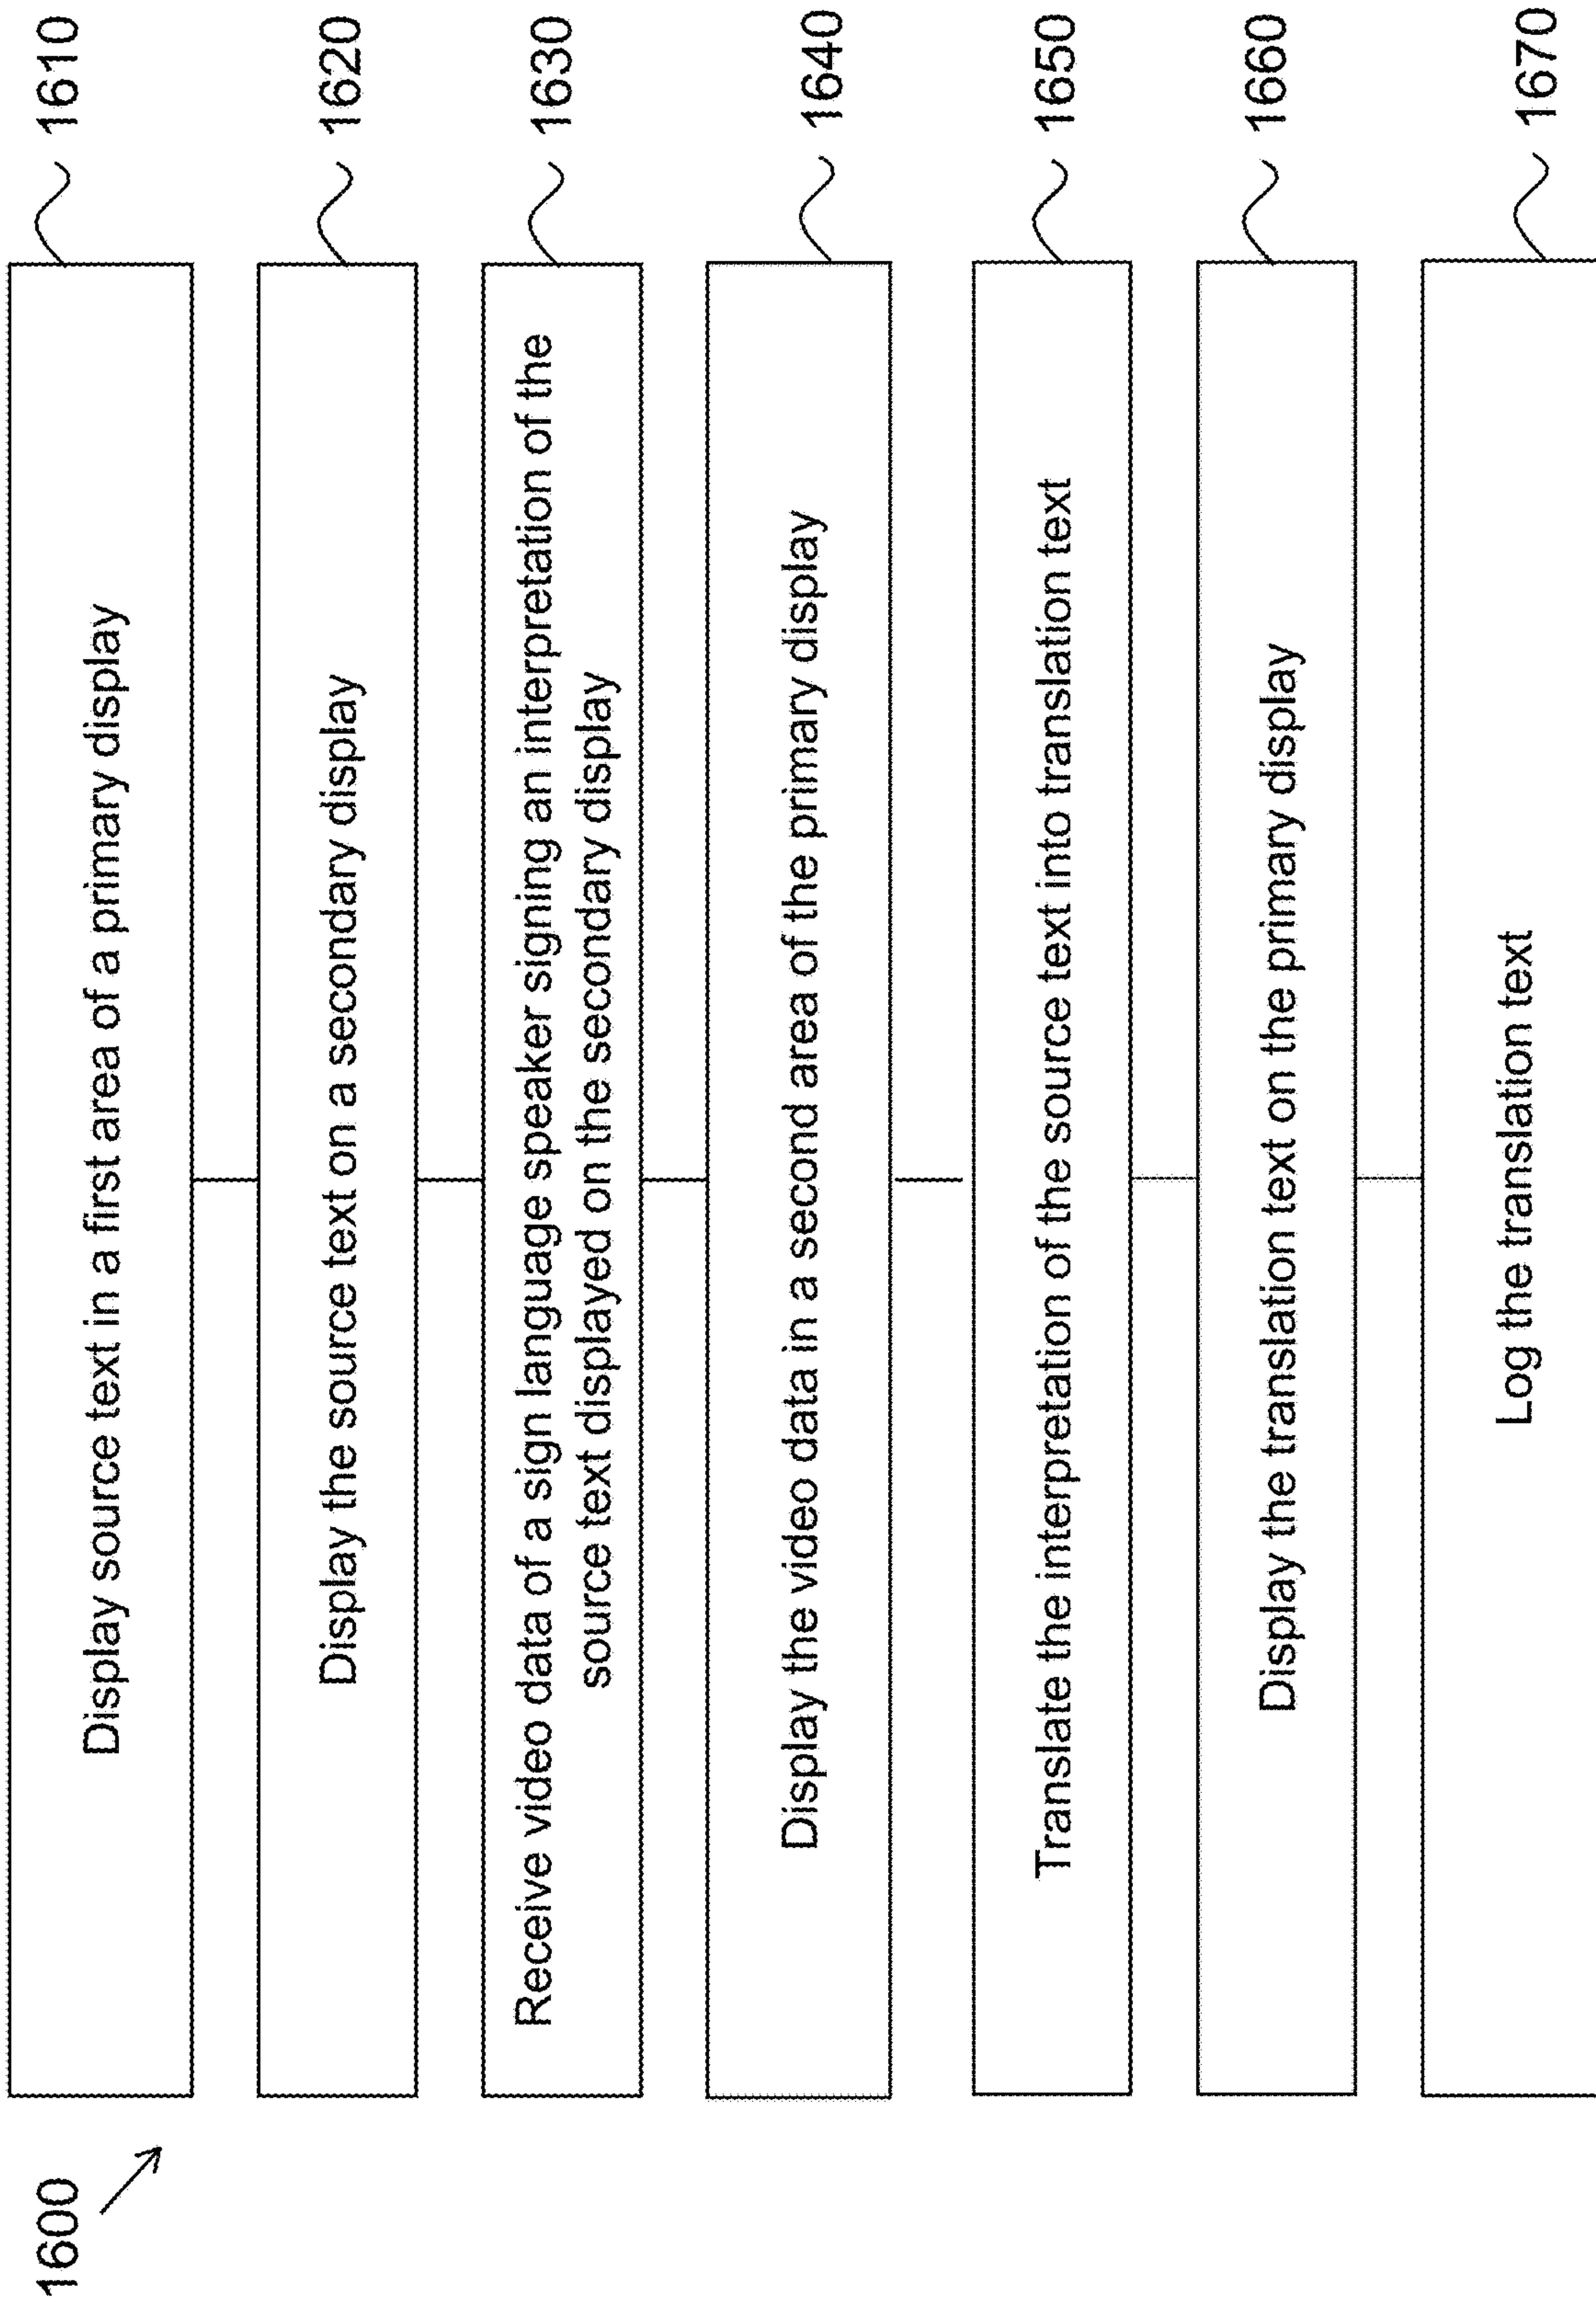 1600
Display source text in a first area of a primary display
1610
Display the source text on a secondary display
1620
Receive video data of a sign language speaker signing an interpretation of the
source text displayed on the secondary display
1630
Display the video data in a second area of the primary display
1640
Translate the interpretation of the source text into translation text
1650
Display the translation text on the primary display
1660
Log the translation text
1670